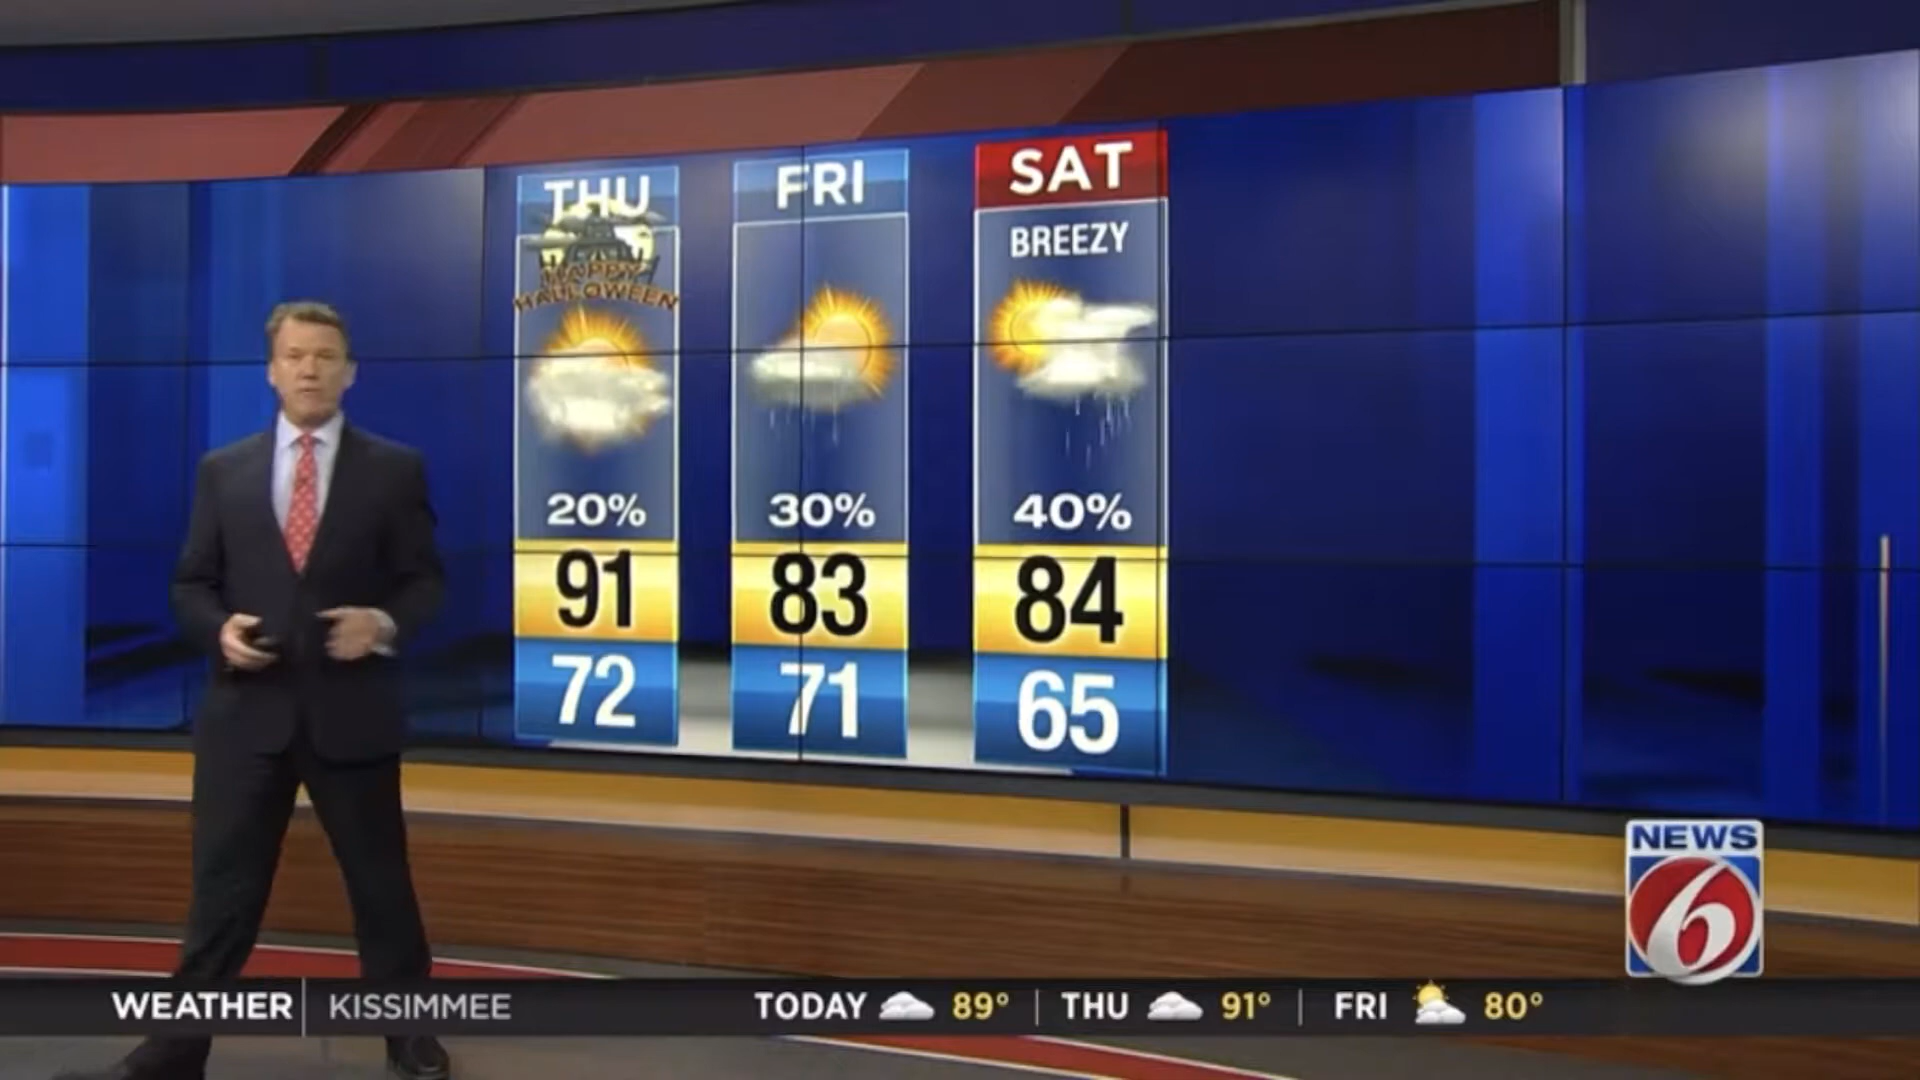 THU
HAPPY
HALLOWEEN
20%
91
72
FRI
30%
83
71
SAT
BREEZY
40%
84
65
NEWS
6
WEATHER KISSIMMEE TODAY 89° THU 91° FRI 80°